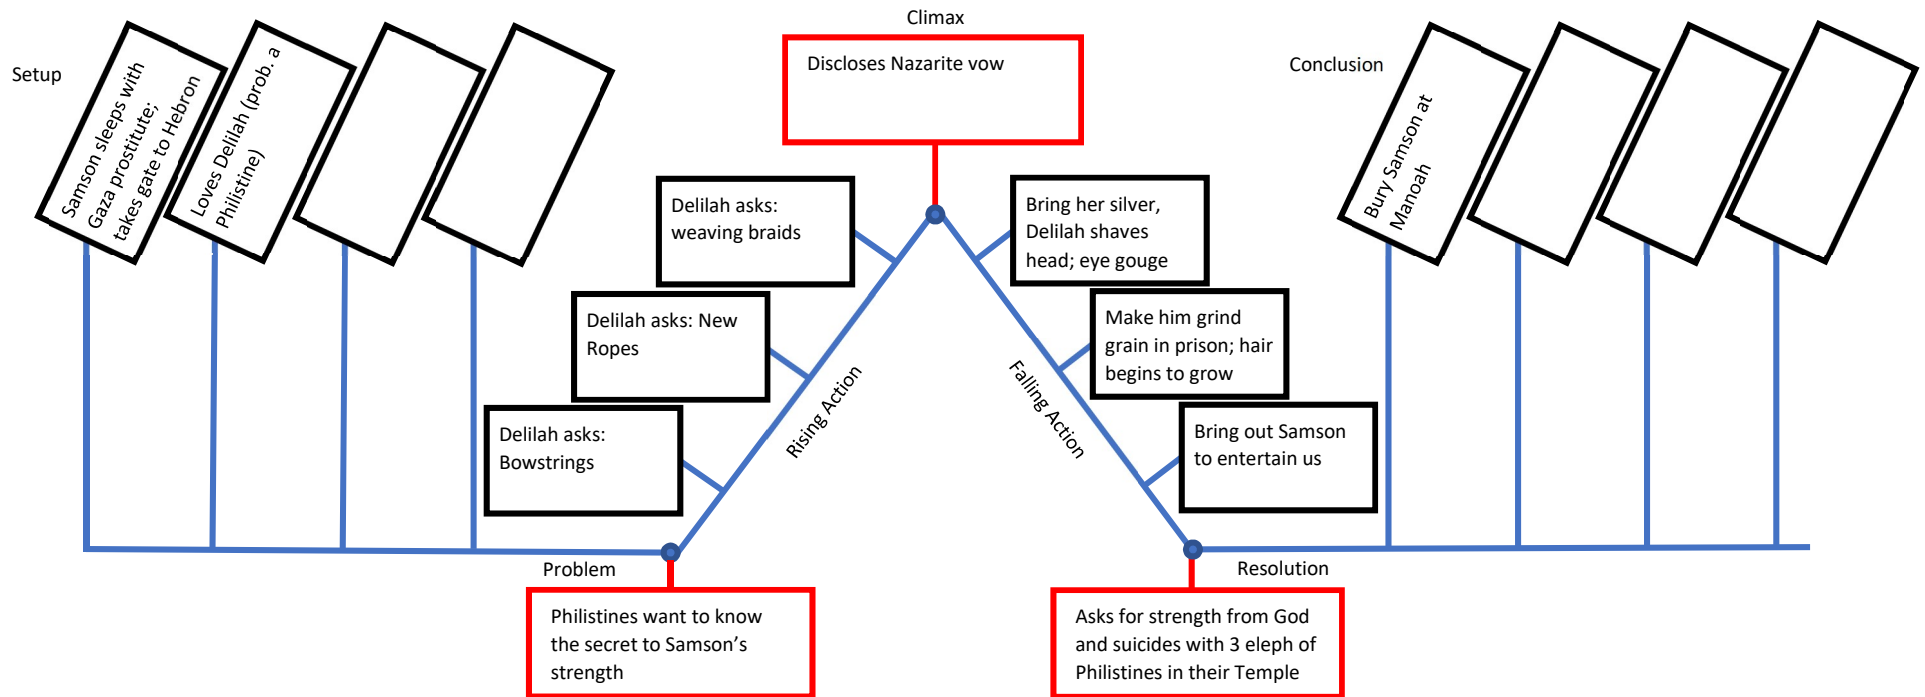 Setup
Samson sleeps with
Gaza prostitute;
takes gate to Hebron
Loves Delilah (prob. a
Philistine)
Problem
Philistines want to know
the secret to Samson’s
strength
Rising Action
Delilah asks:
Bowstrings
Delilah asks: New
Ropes
Delilah asks:
weaving braids
Climax
Discloses Nazarite vow
Falling Action
Bring her silver,
Delilah shaves
head; eye gouge
Make him grind
grain in prison; hair
begins to grow
Bring out Samson
to entertain us
Resolution
Asks for strength from God
and suicides with 3 eleph of
Philistines in their Temple
Conclusion
Bury Samson at
Manoah